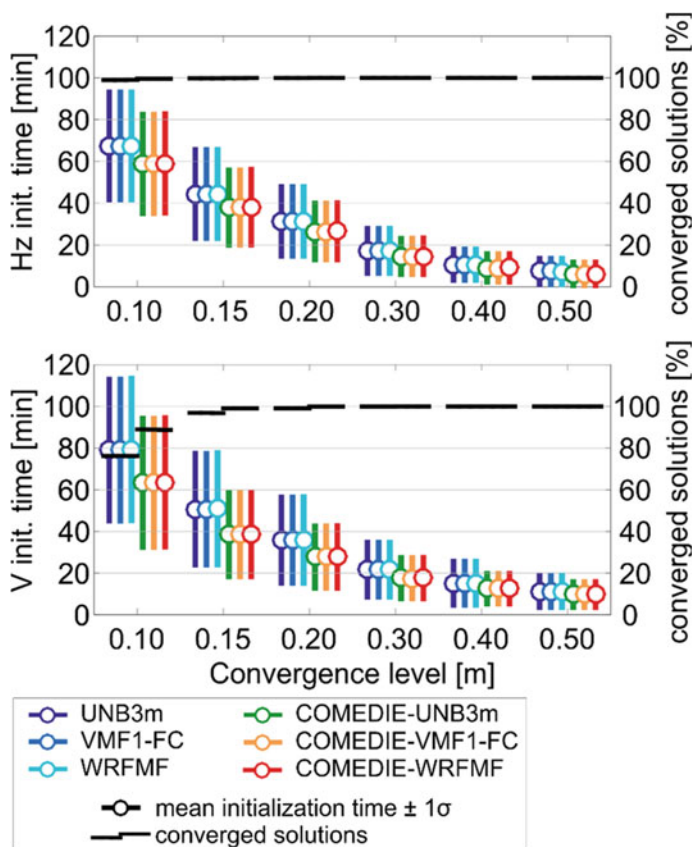 Hz init. time [min]
120
100
80
60
40
20
0
120
100
80
60
40
20
0
converged solutions [%]
0.10 0.15 0.20 0.30 0.40 0.50
V init. time [min]
120
100
80
60
40
20
0
100
80
60
40
20
0
converged solutions [%]
0.10 0.15 0.20 0.30 0.40 0.50
Convergence level [m]
UNB3m COMEDIE-UNB3m
VMF1-FC COMEDIE-VMF1-FC
WRFMF COMEDIE-WRFMF
mean initialization time ± 1σ
converged solutions